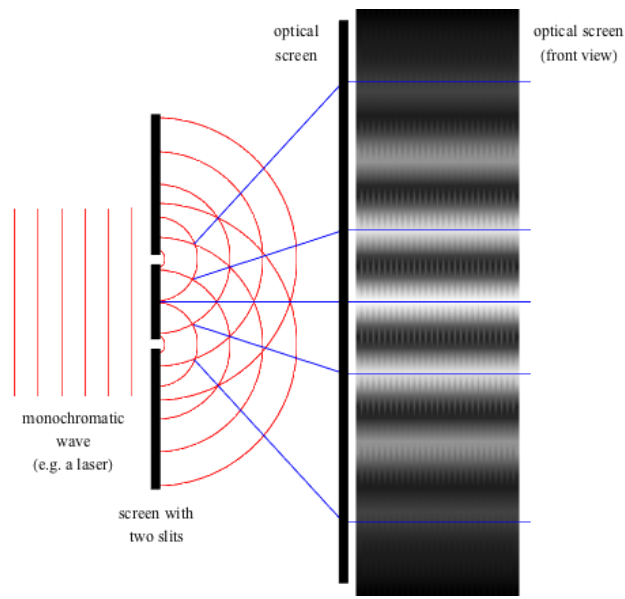 optical
screen
optical screen
(front view)
monochromatic
wave
(e.g. a laser)
screen with
two slits